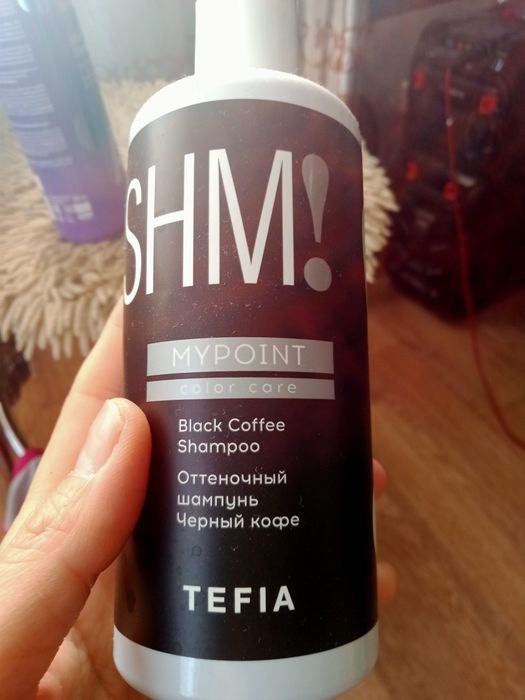 SHM!
MYPOINT
color care
Black Coffee
Shampoo
Оттеночный
шампунь
Черный кофе
TEFIA